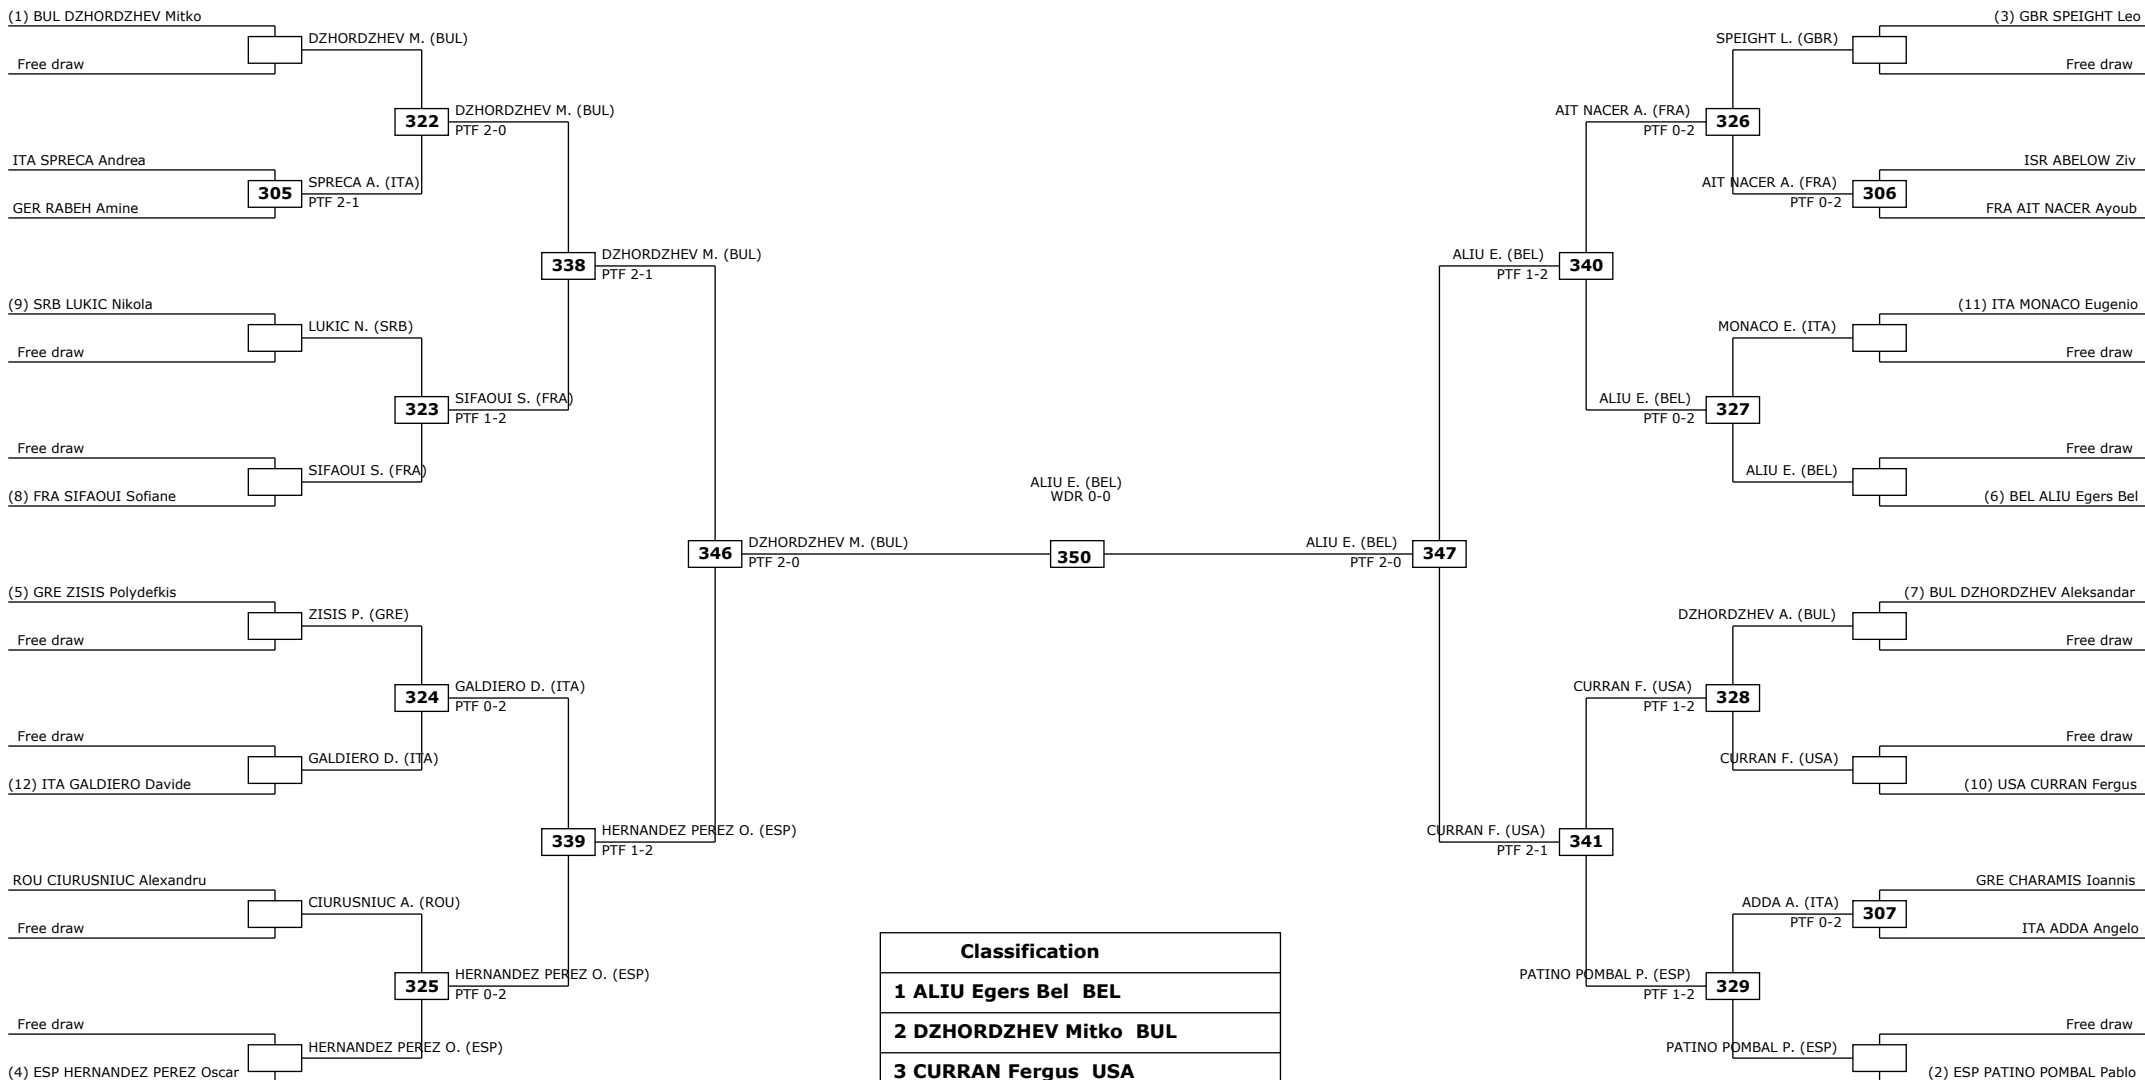 (1) BUL DZHORDZHEV Mitko
DZHORDZHEV M. (BUL)
Free draw
322
DZHORDZHEV M. (BUL)
PTF 2-0
ITA SPRECA Andrea
305
SPRECA A. (ITA)
PTF 2-1
GER RABEH Amine
338
DZHORDZHEV M. (BUL)
PTF 2-1
(9) SRB LUKIC Nikola
LUKIC N. (SRB)
Free draw
323
SIFAOUI S. (FRA)
PTF 1-2
Free draw
SIFAOUI S. (FRA)
(8) FRA SIFAOUI Sofiane
346
DZHORDZHEV M. (BUL)
PTF 2-0
(5) GRE ZISIS Polydefkis
ZISIS P. (GRE)
Free draw
324
GALDIERO D. (ITA)
PTF 0-2
Free draw
GALDIERO D. (ITA)
(12) ITA GALDIERO Davide
339
HERNANDEZ PEREZ O. (ESP)
PTF 1-2
ROU CIURUSNIUC Alexandru
CIURUSNIUC A. (ROU)
Free draw
325
HERNANDEZ PEREZ O. (ESP)
PTF 0-2
Free draw
HERNANDEZ PEREZ O. (ESP)
(4) ESP HERNANDEZ PEREZ Oscar
ALIU E. (BEL)
WDR 0-0
350
(3) GBR SPEIGHT Leo
SPEIGHT L. (GBR)
Free draw
AIT NACER A. (FRA)
PTF 0-2
326
ISR ABELOW Ziv
AIT NACER A. (FRA)
PTF 0-2
306
FRA AIT NACER Ayoub
ALIU E. (BEL)
PTF 1-2
340
(11) ITA MONACO Eugenio
MONACO E. (ITA)
Free draw
ALIU E. (BEL)
PTF 0-2
327
Free draw
ALIU E. (BEL)
(6) BEL ALIU Egers Bel
ALIU E. (BEL)
PTF 2-0
347
(7) BUL DZHORDZHEV Aleksandar
DZHORDZHEV A. (BUL)
Free draw
CURRAN F. (USA)
PTF 1-2
328
Free draw
CURRAN F. (USA)
(10) USA CURRAN Fergus
CURRAN F. (USA)
PTF 2-1
341
GRE CHARAMIS Ioannis
ADDA A. (ITA)
PTF 0-2
307
ITA ADDA Angelo
PATINO POMBAL P. (ESP)
PTF 1-2
329
Free draw
PATINO POMBAL P. (ESP)
(2) ESP PATINO POMBAL Pablo
Classification
1 ALIU Egers Bel BEL
2 DZHORDZHEV Mitko BUL
3 CURRAN Fergus USA